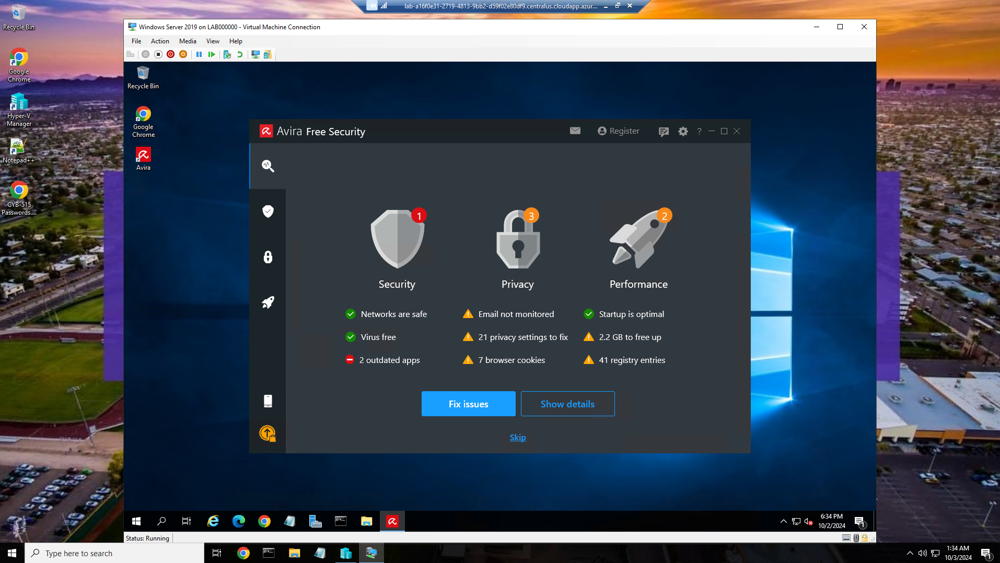 lab-a16f0e31-2719-4813-9bb2-d59f02e80df9.centralus.cloudapp.azur...
Recycle Bin
Google
Chrome
Hyper-V
Manager
Notepad++
CYB-515
Passwords....
Windows Server 2019 on LAB000000 - Virtual Machine Connection
File Action Media View Help
Recycle Bin
Google
Chrome
Avira
Avira Free Security
Register
?
1
3
2
Security
Privacy
Performance
Networks are safe
Email not monitored
Startup is optimal
Virus free
21 privacy settings to fix
2.2 GB to free up
2 outdated apps
7 browser cookies
41 registry entries
Fix issues
Show details
Skip
6:34 PM
10/2/2024
1
Status: Running
Type here to search
1:34 AM
10/3/2024
1